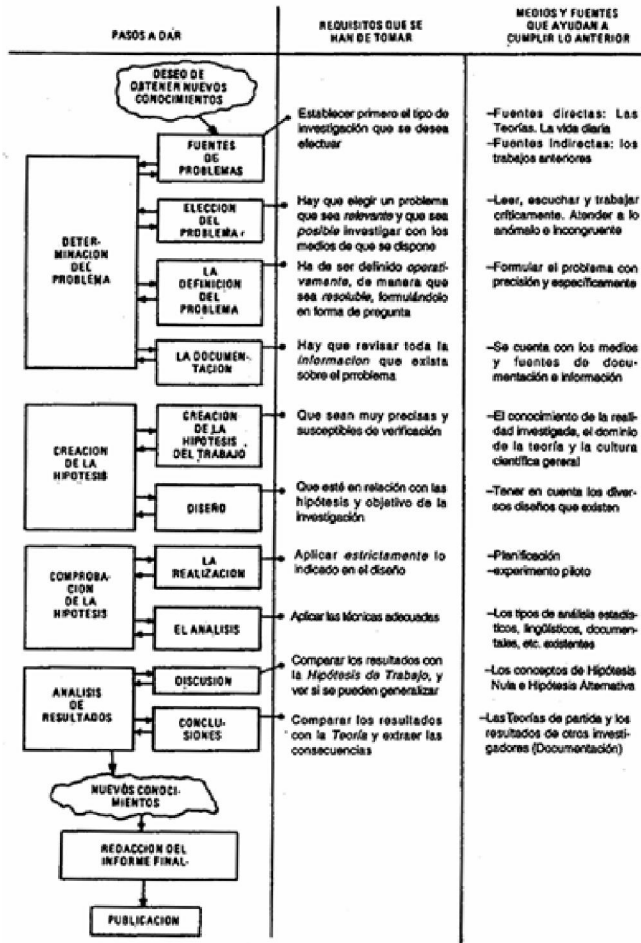 PASOS A DAR
REQUISITOS QUE SE
HAN DE TOMAR
MEDIOS Y FUENTES
QUE AYUDAN A
CUMPLIR LO ANTERIOR
DESEO DE
OBTENER NUEVOS
CONOCIMIENTOS
FUENTES
DE
PROBLEMAS
Establecer primero el tipo de
investigación que se desea
efectuar
–Fuentes directas: Las
Teorías. La vida diaria
–Fuentes indirectas: los
trabajos anteriores
DETERMI-
NACION
DEL
PROBLEMA
ELECCION
DEL
PROBLEMA
Hay que elegir un problema
que sea relevante y que sea
posible investigar con los
medios de que se dispone
–Leer, escuchar y trabajar
críticamente. Atender a lo
anómalo e incongruente
LA
DEFINICION
DEL
PROBLEMA
Ha de ser definido operati-
vamente, de manera que
sea resoluble, formulándolo
en forma de pregunta
–Formular el problema con
precisión y específicamente
LA DOCUMEN-
TACION
Hay que revisar toda la
informacion que exista
sobre el prroblema
–Se cuenta con los medios
y fuentes de docu-
mentación e información
CREACION
DE LA
HIPOTESIS
CREACION
DE LA
HIPOTESIS
DEL TRABAJO
Que sean muy precisas y
susceptibles de verificación
–El conocimiento de la reali-
dad investigada, el dominio
de la teoría y la cultura
científica general
DISEÑO
Que esté en relación con las
hipótesis y objetivo de la
investigación
–Tener en cuenta los diver-
sos diseños que existen
COMPROBA-
CION
DE LA
HIPOTESIS
LA
REALIZACION
Aplicar estrictamente lo
indicado en el diseño
–Planificación
–experimento piloto
EL ANALISIS
Aplicar las técnicas adecuadas
–Los tipos de análisis estadís-
ticos, lingüísticos, documen-
tales, etc. existentes
ANALISIS
DE
RESULTADOS
DISCUSION
Comparar los resultados con
la Hipótesis de Trabajo, y
ver si se pueden generalizar
–Los conceptos de Hipótesis
Nula e Hipótesis Alternativa
CONCLU-
SIONES
Comparar los resultados
con la Teoría y extraer las
consecuencias
–Las Teorías de partida y los
resultados de otros investi-
gadores (Documentación)
NUEVOS CONOCI-
MIENTOS
REDACCION DEL
INFORME FINAL
PUBLICACION